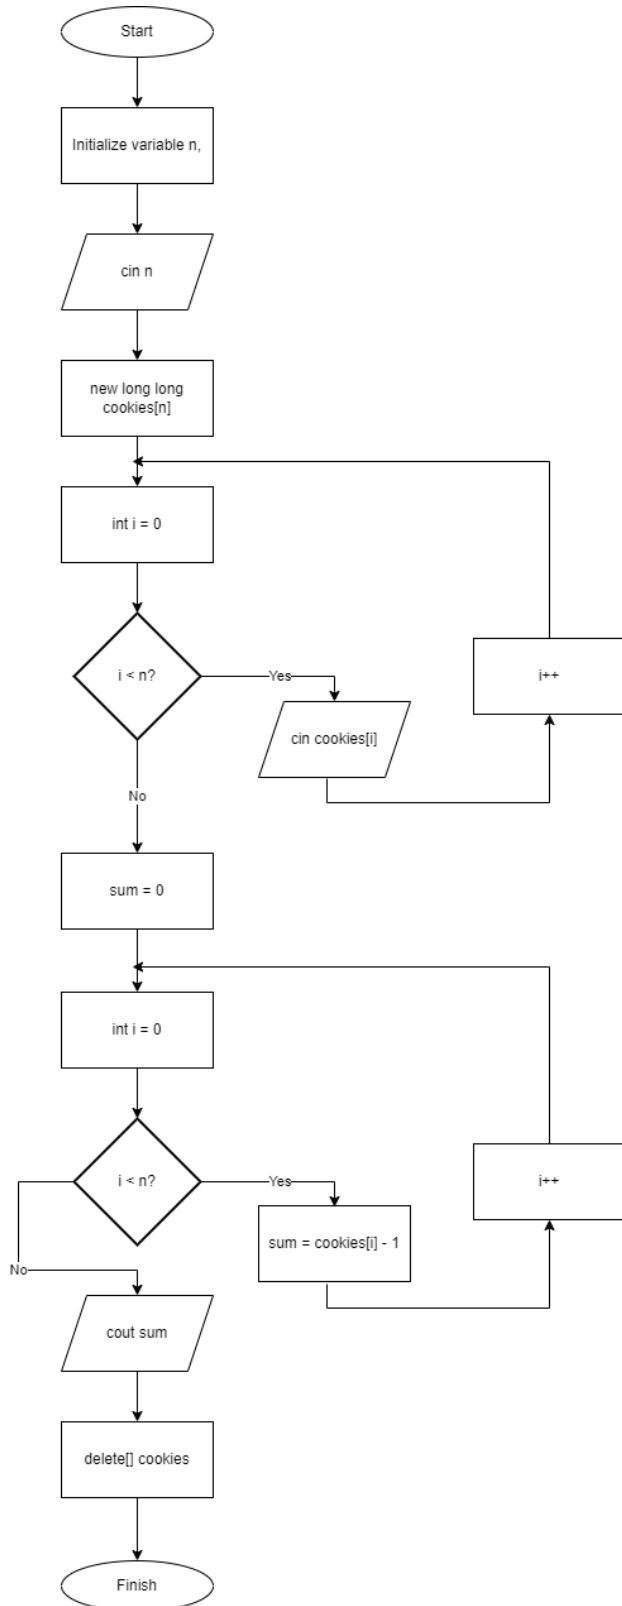 Start
Initialize variable n,
cin n
new long long
cookies[n]
int i = 0
i < n?
Yes
cin cookies[i]
i++
No
sum = 0
int i = 0
i < n?
Yes
sum = cookies[i] - 1
i++
No
cout sum
delete[] cookies
Finish